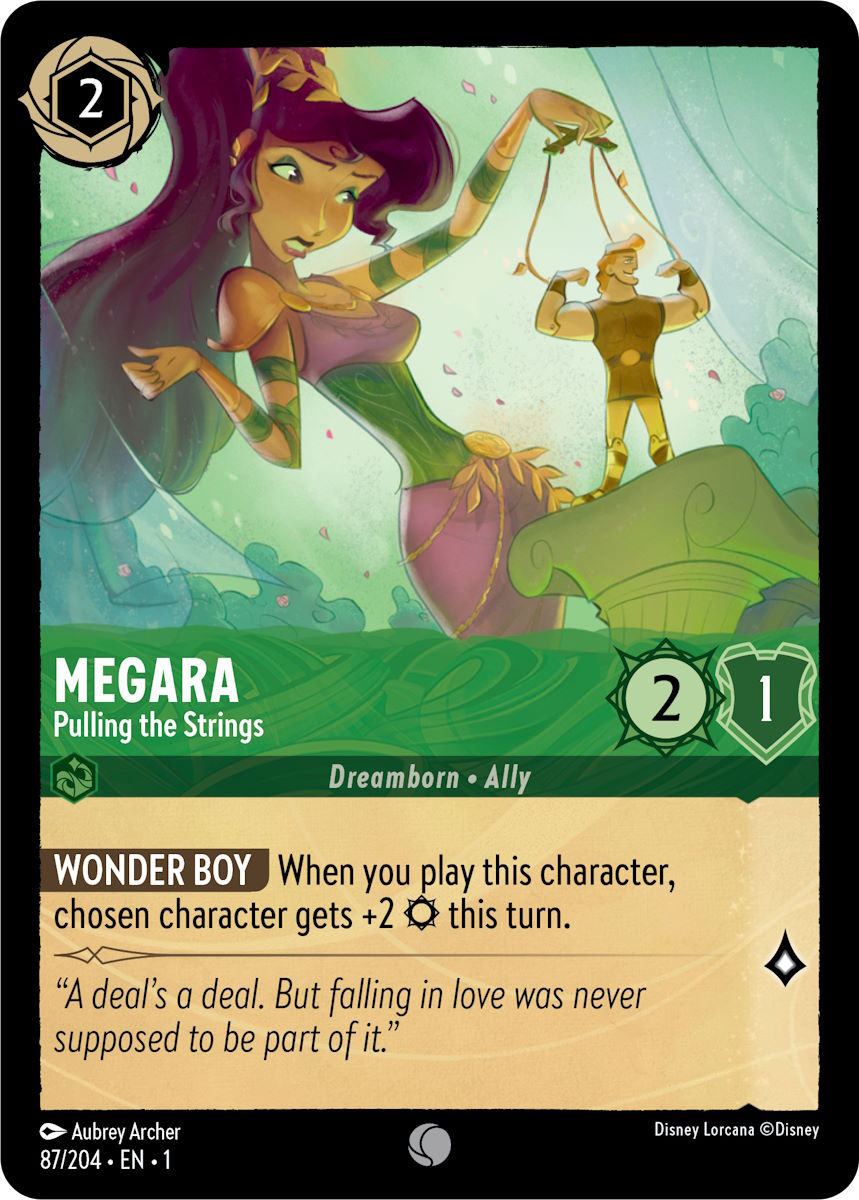 2
MEGARA
Pulling the Strings
2
1
Dreamborn • Ally
WONDER BOY When you play this character,
chosen character gets +2 this turn.
“A deal’s a deal. But falling in love was never
supposed to be part of it.”
Aubrey Archer
Disney Lorcana ©Disney
87/204 • EN • 1